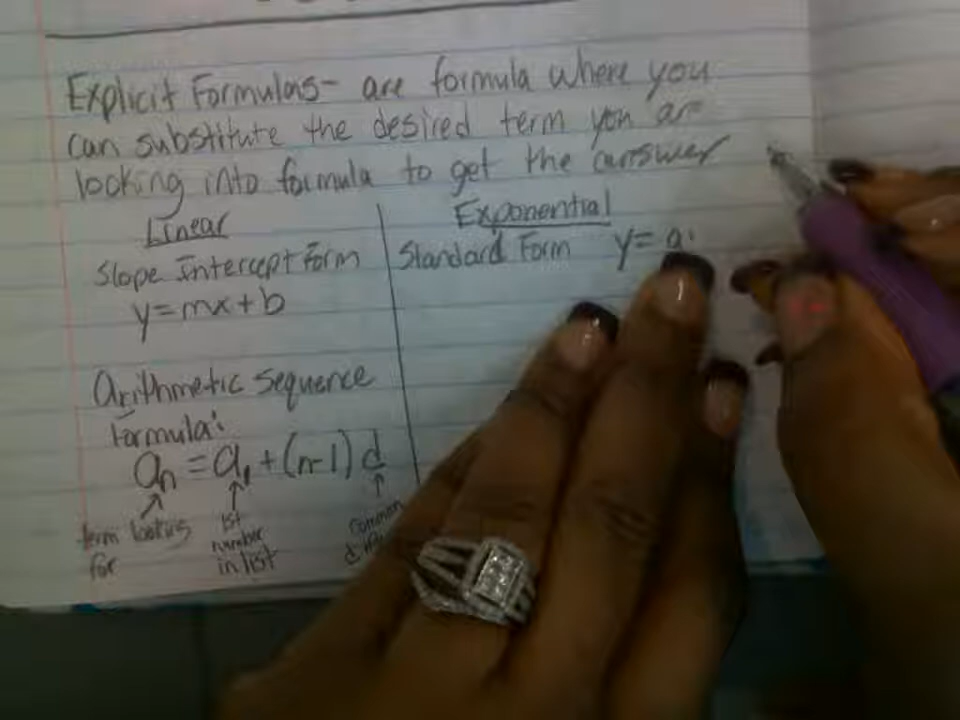 Explicit Formulas- are formula where you
can substitute the desired term you ar
looking into formula to get the answer
Linear
Slope Intercept Form
y=mx+b
Arithmetic Sequence
Formula:
an = a1 + (n-1) d
term looking
for
1st
number
in list
Common
Exponential
Standard Form y= a·